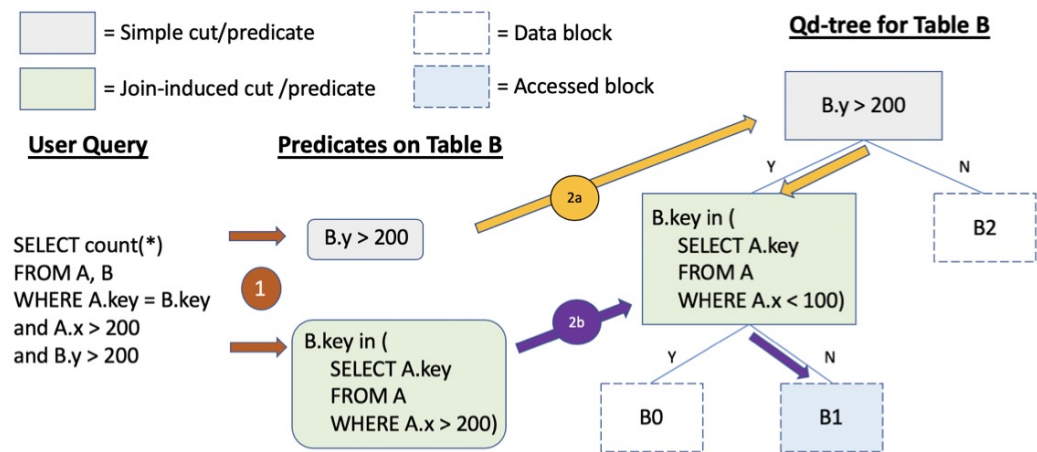 = Simple cut/predicate
= Join-induced cut /predicate
= Data block
= Accessed block
Qd-tree for Table B
User Query
Predicates on Table B
SELECT count(*)
FROM A, B
WHERE A.key = B.key
and A.x > 200
and B.y > 200
1
B.y > 200
B.key in (
SELECT A.key
FROM A
WHERE A.x > 200)
2a
2b
B.y > 200
Y
N
B.key in (
SELECT A.key
FROM A
WHERE A.x < 100)
B2
Y
N
B0
B1